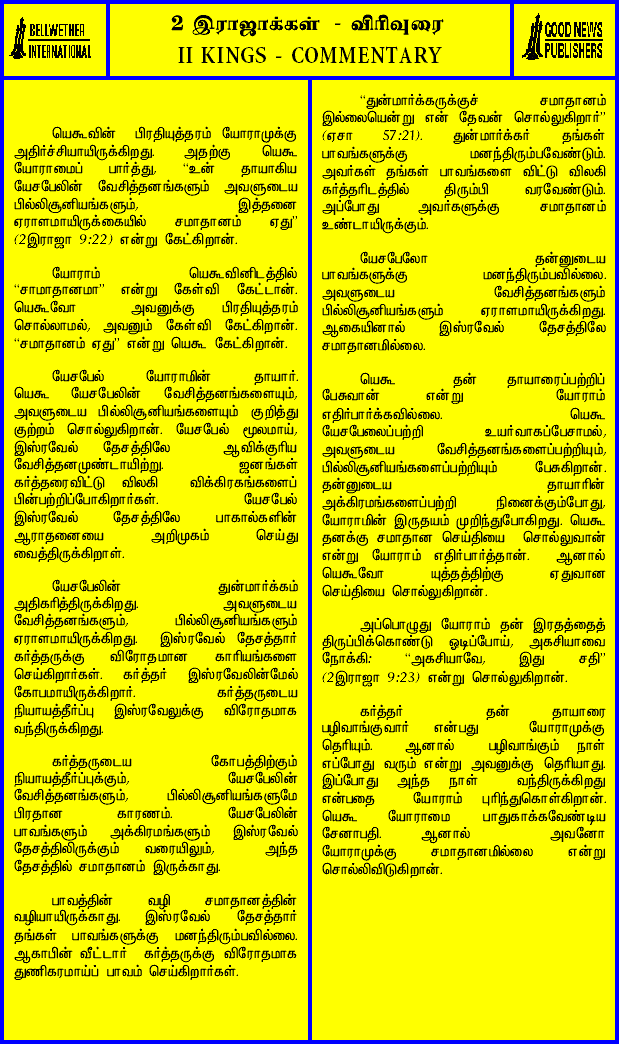 BELLWETHER
INTERNATIONAL
2 இராஜாக்கள் - விரிவுரை
II KINGS - COMMENTARY
GOOD NEWS
PUBLISHERS
யெகூவின் பிரதியுத்தரம் யோராமுக்கு
அதிர்ச்சியாயிருக்கிறது. அதற்கு யெகூ
யோராமைப் பார்த்து, “உன் தாயாகிய
யேசபேலின் வேசித்தனங்களும் அவளுடைய
பில்லிசூனியங்களும், இத்தனை
ஏராளமாயிருக்கையில் சமாதானம் ஏது”
(2இராஜா 9:22) என்று கேட்கிறான்.
யோராம் யெகூவினிடத்தில்
“சாமாதானமா” என்று கேள்வி கேட்டான்.
யெகூவோ அவனுக்கு பிரதியுத்தரம்
சொல்லாமல், அவனும் கேள்வி கேட்கிறான்.
“சமாதானம் ஏது” என்று யெகூ கேட்கிறான்.
யேசபேல் யோராமின் தாயார்.
யெகூ யேசபேலின் வேசித்தனங்களையும்,
அவளுடைய பில்லிசூனியங்களையும் குறித்து
குற்றம் சொல்லுகிறான். யேசபேல் மூலமாய்,
இஸ்ரவேல் தேசத்திலே ஆவிக்குரிய
வேசித்தனமுண்டாயிற்று. ஜனங்கள்
கர்த்தரைவிட்டு விலகி விக்கிரகங்களைப்
பின்பற்றிப்போகிறார்கள். யேசபேல்
இஸ்ரவேல் தேசத்திலே பாகால்களின்
ஆராதனையை அறிமுகம் செய்து
வைத்திருக்கிறாள்.
யேசபேலின் துன்மார்க்கம்
அதிகரித்திருக்கிறது. அவளுடைய
வேசித்தனங்களும், பில்லிசூனியங்களும்
ஏராளமாயிருக்கிறது. இஸ்ரவேல் தேசத்தார்
கர்த்தருக்கு விரோதமான காரியங்களை
செய்கிறார்கள். கர்த்தர் இஸ்ரவேலின்மேல்
கோபமாயிருக்கிறார். கர்த்தருடைய
நியாயத்தீர்ப்பு இஸ்ரவேலுக்கு விரோதமாக
வந்திருக்கிறது.
கர்த்தருடைய கோபத்திற்கும்
நியாயத்தீர்ப்புக்கும், யேசபேலின்
வேசித்தனங்களும், பில்லிசூனியங்களுமே
பிரதான காரணம். யேசபேலின்
பாவங்களும் அக்கிரமங்களும் இஸ்ரவேல்
தேசத்திலிருக்கும் வரையிலும், அந்த
தேசத்தில் சமாதானம் இருக்காது.
பாவத்தின் வழி சமாதானத்தின்
வழியாயிருக்காது. இஸ்ரவேல் தேசத்தார்
தங்கள் பாவங்களுக்கு மனந்திரும்பவில்லை.
ஆகாபின் வீட்டார் கர்த்தருக்கு விரோதமாக
துணிகரமாய்ப் பாவம் செய்கிறார்கள்.
“துன்மார்க்கருக்குச் சமாதானம்
இல்லையென்று என் தேவன் சொல்லுகிறார்”
(ஏசா 57:21). துன்மார்க்கர் தங்கள்
பாவங்களுக்கு மனந்திரும்பவேண்டும்.
அவர்கள் தங்கள் பாவங்களை விட்டு விலகி
கர்த்தரிடத்தில் திரும்பி வரவேண்டும்.
அப்போது அவர்களுக்கு சமாதானம்
உண்டாயிருக்கும்.
யேசபேலோ தன்னுடைய
பாவங்களுக்கு மனந்திரும்பவில்லை.
அவளுடைய வேசித்தனங்களும்
பில்லிசூனியங்களும் ஏராளமாயிருக்கிறது.
ஆகையினால் இஸ்ரவேல் தேசத்திலே
சமாதானமில்லை.
யெகூ தன் தாயாரைப்பற்றிப்
பேசுவான் என்று யோராம்
எதிர்பார்க்கவில்லை. யெகூ
யேசபேலைப்பற்றி உயர்வாகப்பேசாமல்,
அவளுடைய வேசித்தனங்களைப்பற்றியும்,
பில்லிசூனியங்களைப்பற்றியும் பேசுகிறான்.
தன்னுடைய தாயாரின்
அக்கிரமங்களைப்பற்றி நினைக்கும்போது,
யோராமின் இருதயம் முறிந்துபோகிறது. யெகூ
தனக்கு சமாதான செய்தியை சொல்லுவான்
என்று யோராம் எதிர்பார்த்தான். ஆனால்
யெகூவோ யுத்தத்திற்கு ஏதுவான
செய்தியை சொல்லுகிறான்.
அப்பொழுது யோராம் தன் இரதத்தைத்
திருப்பிக்கொண்டு ஓடிப்போய், அகசியாவை
நோக்கி: “அகசியாவே, இது சதி”
(2இராஜா 9:23) என்று சொல்லுகிறான்.
கர்த்தர் தன் தாயாரை
பழிவாங்குவார் என்பது யோராமுக்கு
தெரியும். ஆனால் பழிவாங்கும் நாள்
எப்போது வரும் என்று அவனுக்கு தெரியாது.
இப்போது அந்த நாள் வந்திருக்கிறது
என்பதை யோராம் புரிந்துகொள்கிறான்.
யெகூ யோராமை பாதுகாக்கவேண்டிய
சேனாபதி. ஆனால் அவனோ
யோராமுக்கு சமாதானமில்லை என்று
சொல்லிவிடுகிறான்.